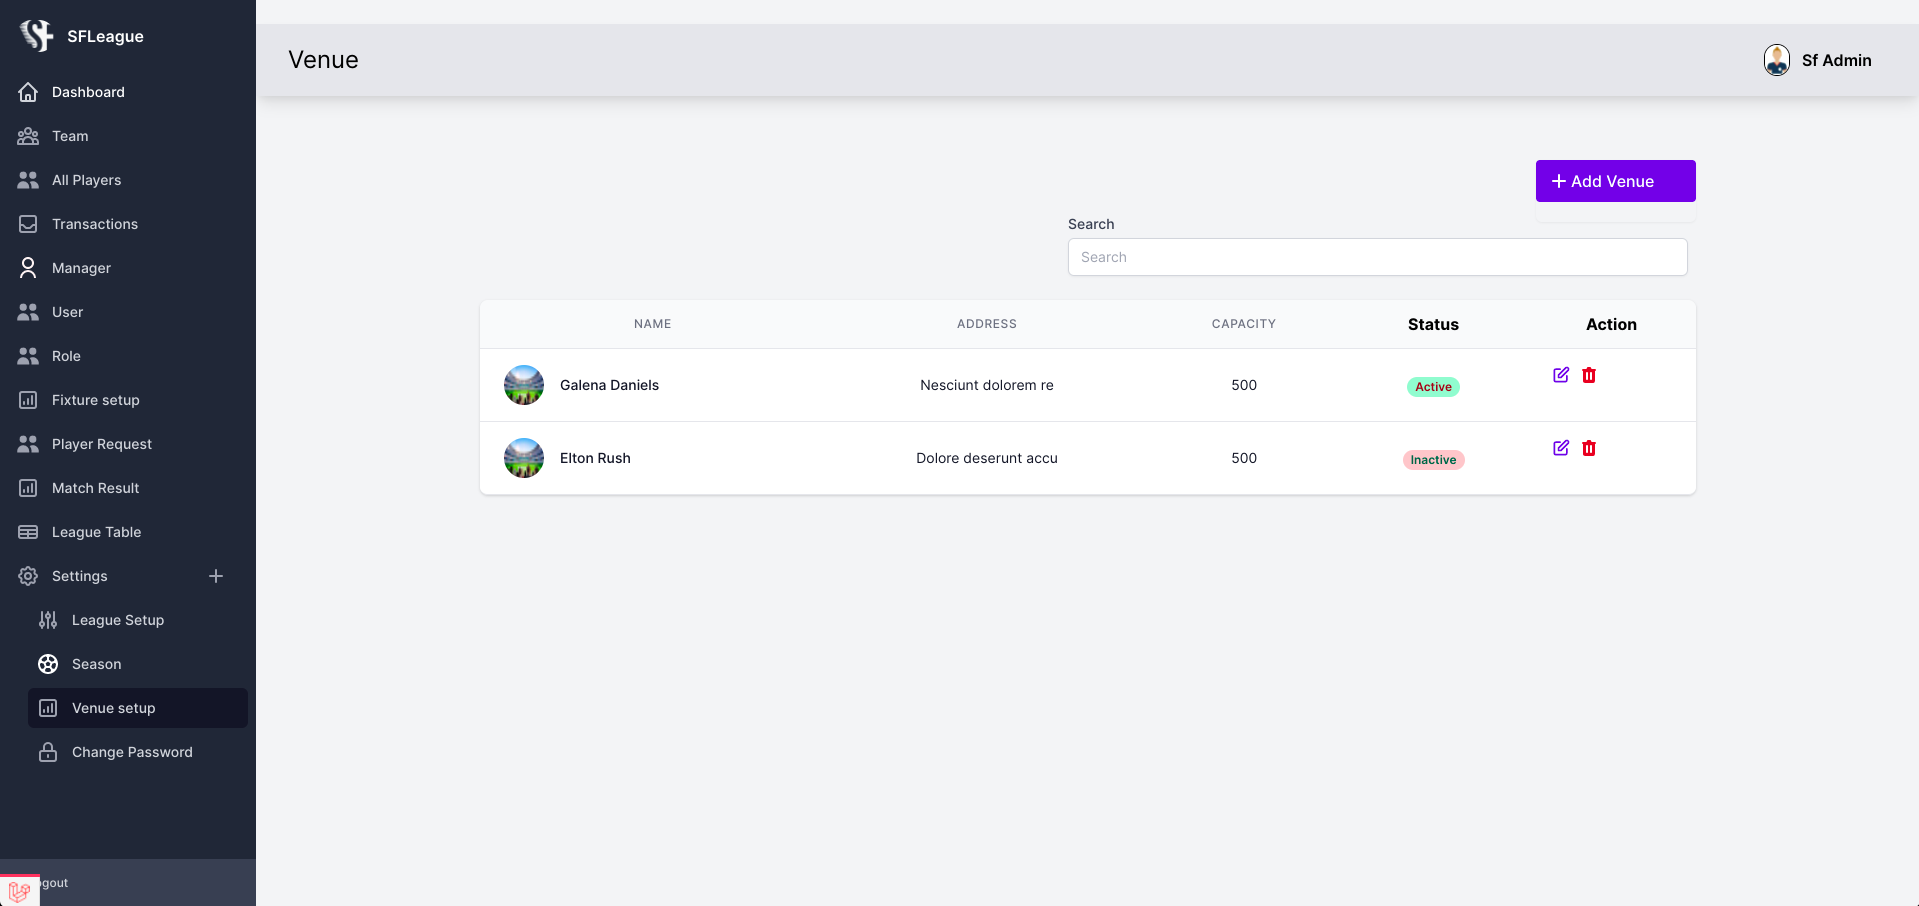 SFLeague
Dashboard
Team
All Players
Transactions
Manager
User
Role
Fixture setup
Player Request
Match Result
League Table
Settings
League Setup
Season
Venue setup
Change Password
gout
Venue
Sf Admin
Add Venue
Search
Search
NAME ADDRESS CAPACITY Status Action
Galena Daniels Nesciunt dolorem re 500 Active
Elton Rush Dolore deserunt accu 500 Inactive